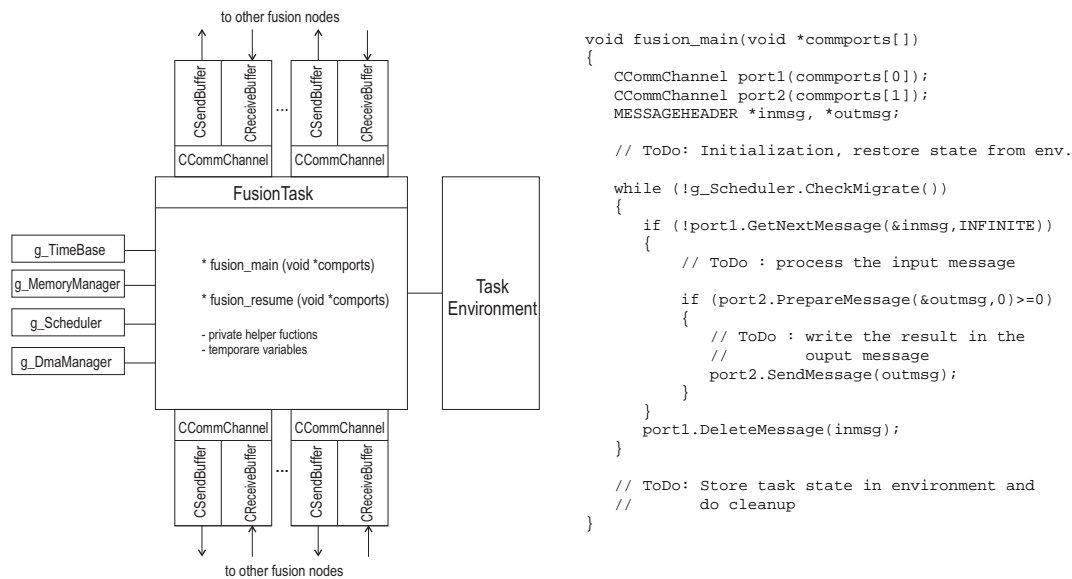 to other fusion nodes
CSendBuffer
CReceiveBuffer
...
CSendBuffer
CReceiveBuffer
CCommChannel
CCommChannel
FusionTask
g_TimeBase
g_MemoryManager
g_Scheduler
g_DmaManager
* fusion_main (void *comports)
* fusion_resume (void *comports)
- private helper fuctions
- temporare variables
Task
Environment
CCommChannel
CCommChannel
CSendBuffer
CReceiveBuffer
...
CSendBuffer
CReceiveBuffer
to other fusion nodes
void fusion_main(void *commports[])
{
CCommChannel port1(commports[0]);
CCommChannel port2(commports[1]);
MESSAGEHEADER *inmsg, *outmsg;
// ToDo: Initialization, restore state from env.
while (!g_Scheduler.CheckMigrate())
{
if (!port1.GetNextMessage(&inmsg,INFINITE))
{
// ToDo : process the input message
if (port2.PrepareMessage(&outmsg,0)>=0)
{
// ToDo : write the result in the
// ouput message
port2.SendMessage(outmsg);
}
}
port1.DeleteMessage(inmsg);
}
// ToDo: Store task state in environment and
// do cleanup
}